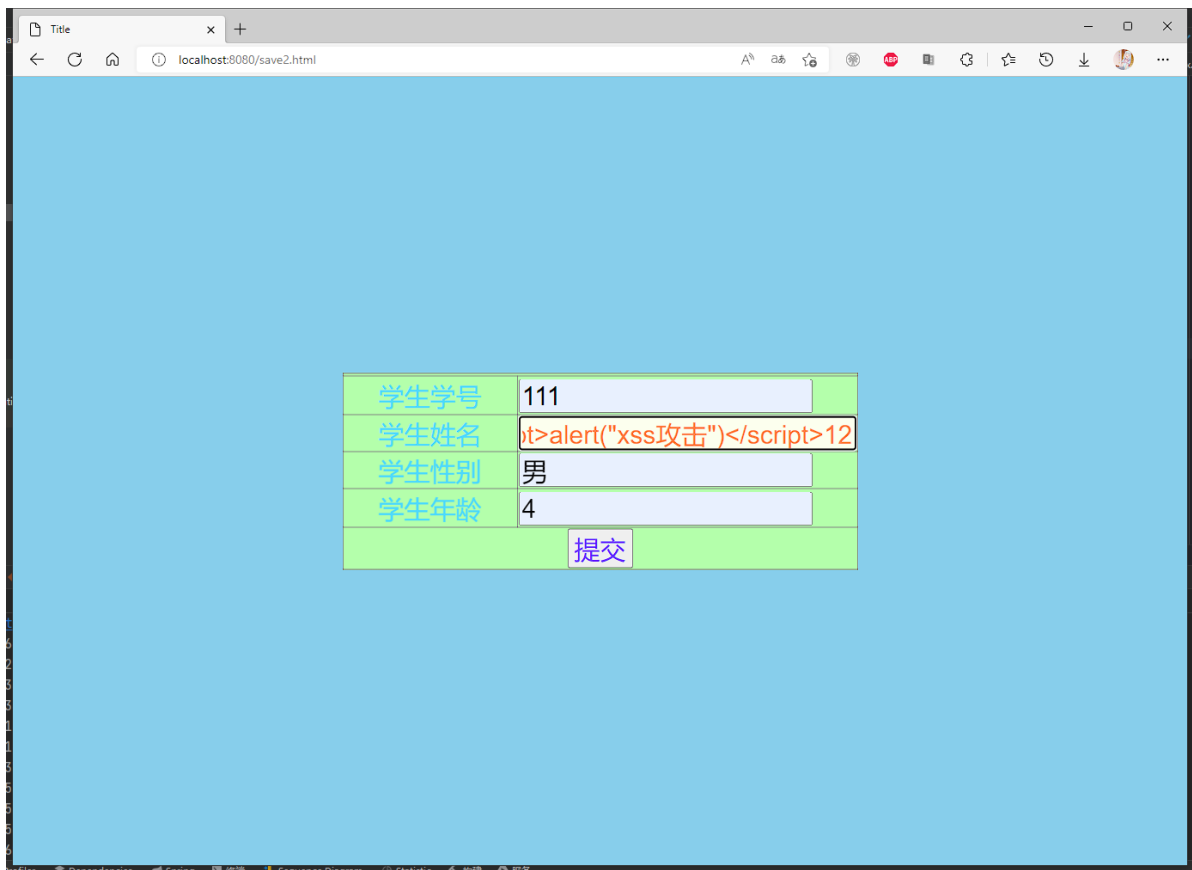 Title
localhost:8080/save2.html
ABP
学生学号 111
学生姓名 ot>alert("xss攻击")</script>12
学生性别 男
学生年龄 4
提交